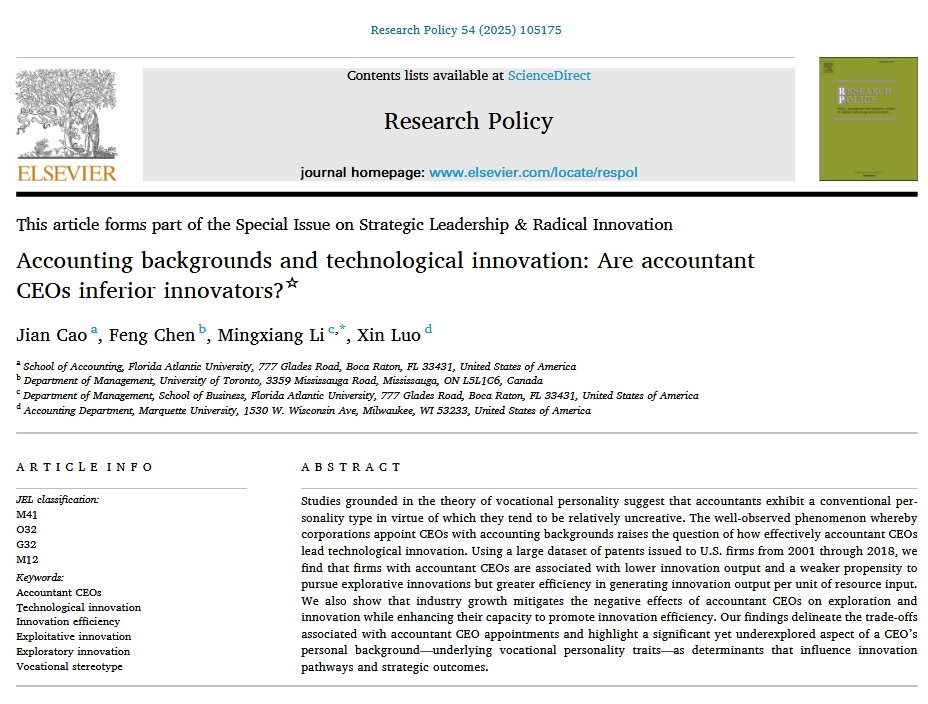 Research Policy 54 (2025) 105175
Contents lists available at ScienceDirect
Research Policy
journal homepage: www.elsevier.com/locate/respol
ELSEVIER
RESEARCH
POLICY
This article forms part of the Special Issue on Strategic Leadership & Radical Innovation
Accounting backgrounds and technological innovation: Are accountant
CEOs inferior innovators?☆
Jian Cao a, Feng Chen b, Mingxiang Li c,*, Xin Luo d
a School of Accounting, Florida Atlantic University, 777 Glades Road, Boca Raton, FL 33431, United States of America
b Department of Management, University of Toronto, 3359 Mississauga Road, Mississauga, ON L5L1C6, Canada
c Department of Management, School of Business, Florida Atlantic University, 777 Glades Road, Boca Raton, FL 33431, United States of America
d Accounting Department, Marquette University, 1530 W. Wisconsin Ave, Milwaukee, WI 53233, United States of America
ARTICLE INFO
JEL classification:
M41
O32
G32
M12
Keywords:
Accountant CEOs
Technological innovation
Innovation efficiency
Exploitative innovation
Exploratory innovation
Vocational stereotype
ABSTRACT
Studies grounded in the theory of vocational personality suggest that accountants exhibit a conventional per-
sonality type in virtue of which they tend to be relatively uncreative. The well-observed phenomenon whereby
corporations appoint CEOs with accounting backgrounds raises the question of how effectively accountant CEOs
lead technological innovation. Using a large dataset of patents issued to U.S. firms from 2001 through 2018, we
find that firms with accountant CEOs are associated with lower innovation output and a weaker propensity to
pursue explorative innovations but greater efficiency in generating innovation output per unit of resource input.
We also show that industry growth mitigates the negative effects of accountant CEOs on exploration and
innovation while enhancing their capacity to promote innovation efficiency. Our findings delineate the trade-offs
associated with accountant CEO appointments and highlight a significant yet underexplored aspect of a CEO's
personal background—underlying vocational personality traits—as determinants that influence innovation
pathways and strategic outcomes.